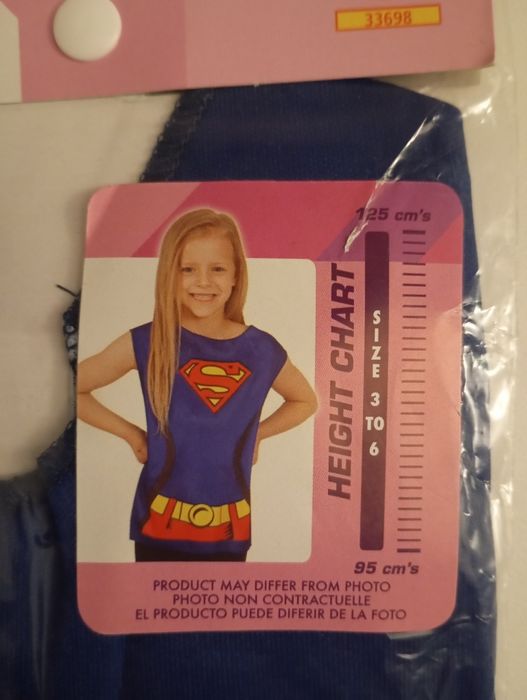 33698
125 cm's
HEIGHT CHART
SIZE 3 TO 6
95 cm's
PRODUCT MAY DIFFER FROM PHOTO
PHOTO NON CONTRACTUELLE
EL PRODUCTO PUEDE DIFERIR DE LA FOTO